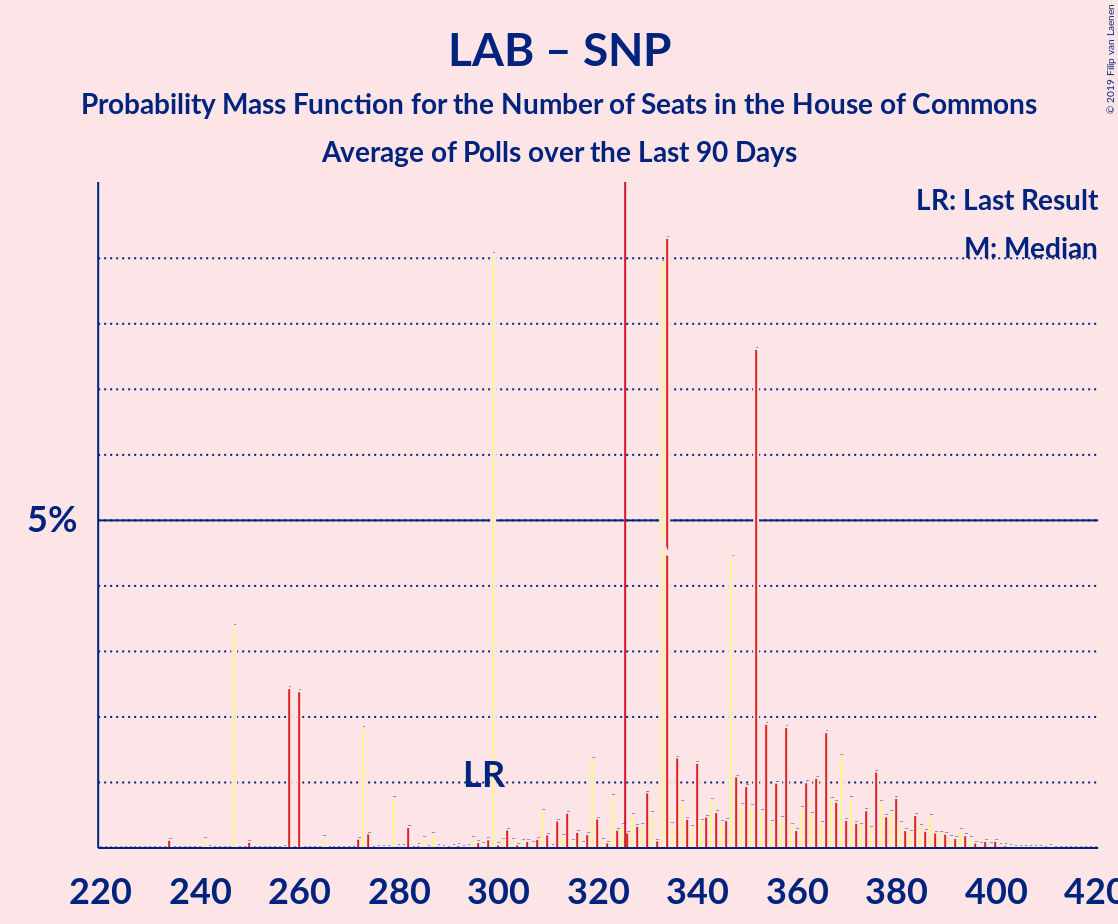 LAB – SNP
Probability Mass Function for the Number of Seats in the House of Commons
Average of Polls over the Last 90 Days
© 2019 Filip van Laenen
LR: Last Result
M: Median
5%
LR
220 240 260 280 300 320 340 360 380 400 420